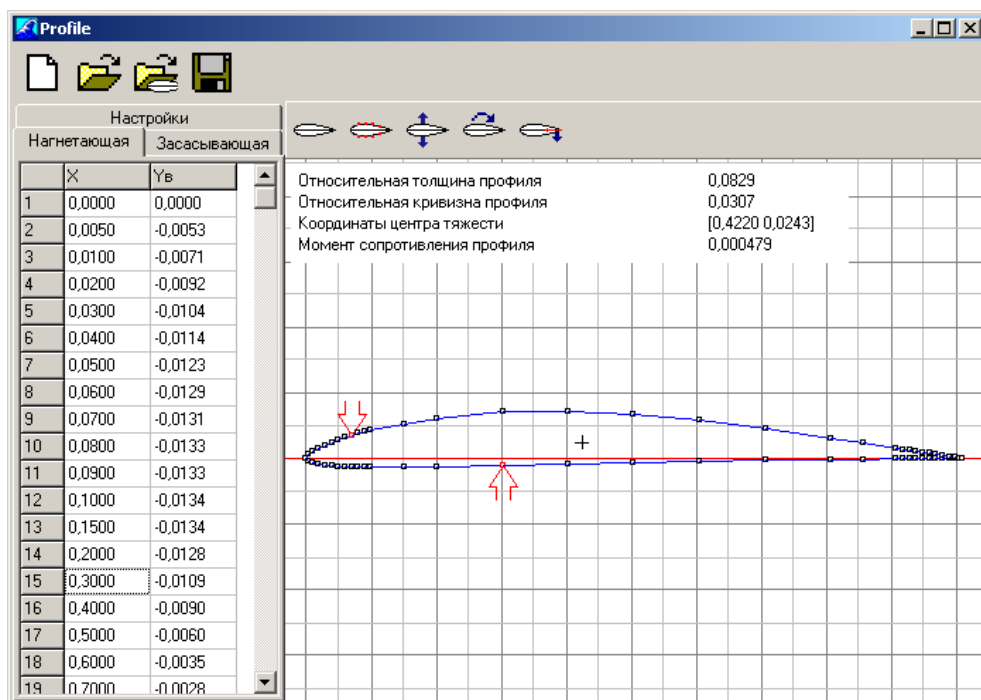 Profile
Настройки
Нагнетающая Засасывающая
X Yв
1 0,0000 0,0000
2 0,0050 -0,0053
3 0,0100 -0,0071
4 0,0200 -0,0092
5 0,0300 -0,0104
6 0,0400 -0,0114
7 0,0500 -0,0123
8 0,0600 -0,0129
9 0,0700 -0,0131
10 0,0800 -0,0133
11 0,0900 -0,0133
12 0,1000 -0,0134
13 0,1500 -0,0134
14 0,2000 -0,0128
15 0,3000 -0,0109
16 0,4000 -0,0090
17 0,5000 -0,0060
18 0,6000 -0,0035
19 0,7000 -0,0028
Относительная толщина профиля 0,0829
Относительная кривизна профиля 0,0307
Координаты центра тяжести [0,4220 0,0243]
Момент сопротивления профиля 0,000479